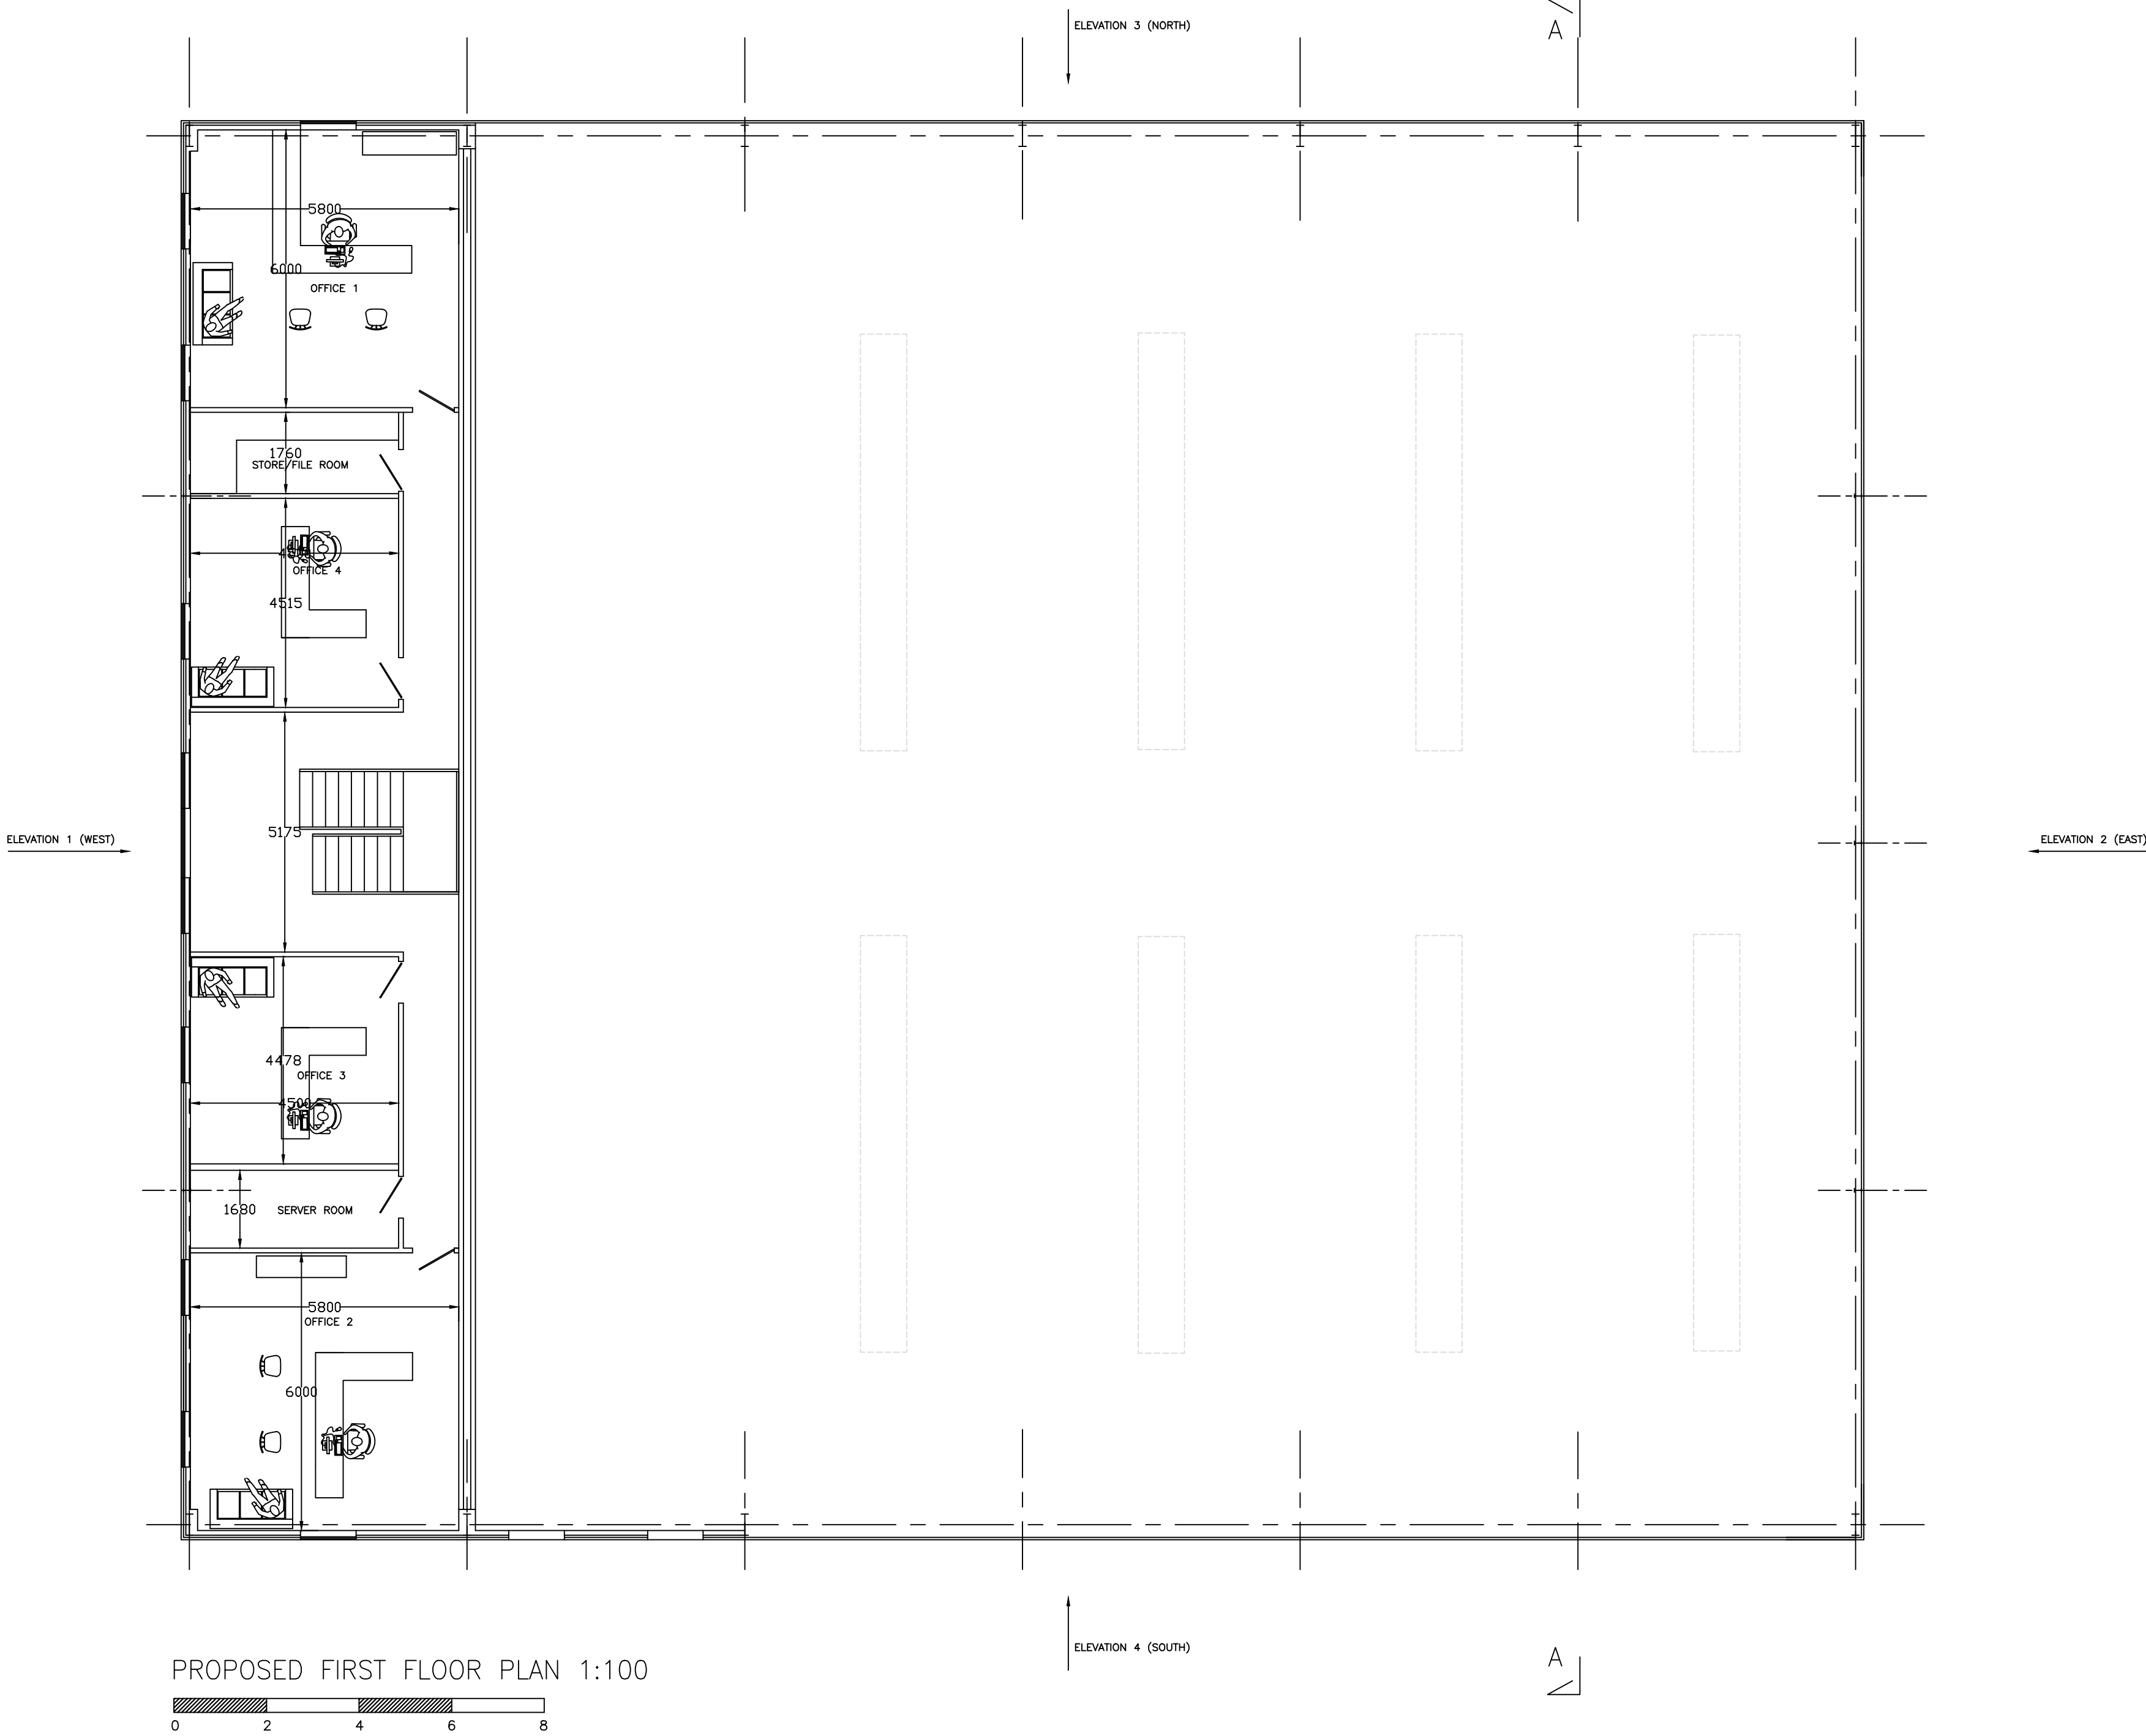 ELEVATION 3 (NORTH)
A
5800
6000
OFFICE 1
1760
STORE/FILE ROOM
OFFICE 4
4515
5175
ELEVATION 1 (WEST)
ELEVATION 2 (EAST)
4478
OFFICE 3
4500
1680 SERVER ROOM
5800
OFFICE 2
6000
ELEVATION 4 (SOUTH)
A
PROPOSED FIRST FLOOR PLAN 1:100
0 2 4 6 8